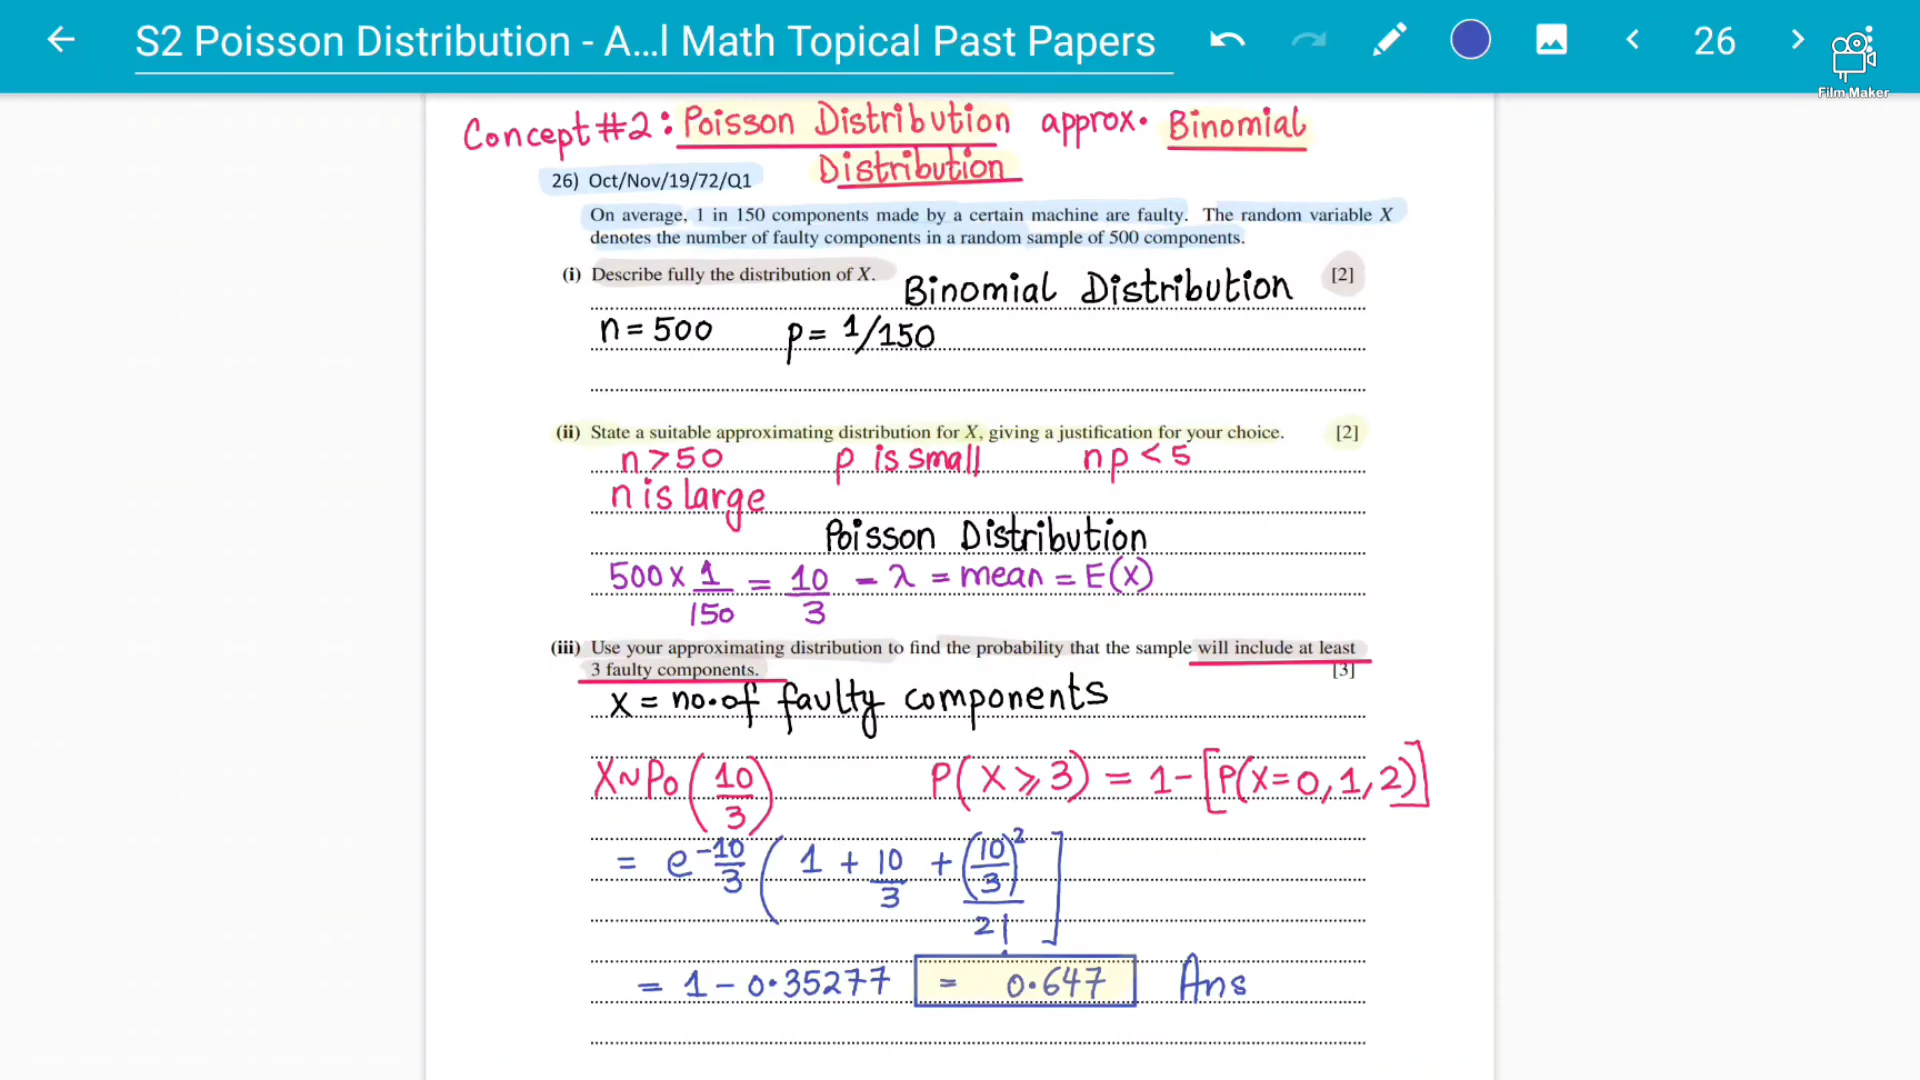 S2 Poisson Distribution - A...l Math Topical Past Papers 26
Film Maker
Concept #2: Poisson Distribution approx. Binomial
Distribution
26) Oct/Nov/19/72/Q1
On average, 1 in 150 components made by a certain machine are faulty. The random variable X
denotes the number of faulty components in a random sample of 500 components.
(i) Describe fully the distribution of X. [2]
Binomial Distribution
n = 500 p = 1/150
(ii) State a suitable approximating distribution for X, giving a justification for your choice. [2]
n > 50 p is small np < 5
n is large
Poisson Distribution
500 × 1/150 = 10/3 - λ = mean = E(X)
(iii) Use your approximating distribution to find the probability that the sample will include at least
3 faulty components. [3]
X = no. of faulty components
X~Po(10/3) P(X ⩾ 3) = 1-[P(X=0,1,2)]
= e^-10/3 (1 + 10/3 + (10/3)^2/2!]
= 1 - 0.35277 = 0.647 Ans